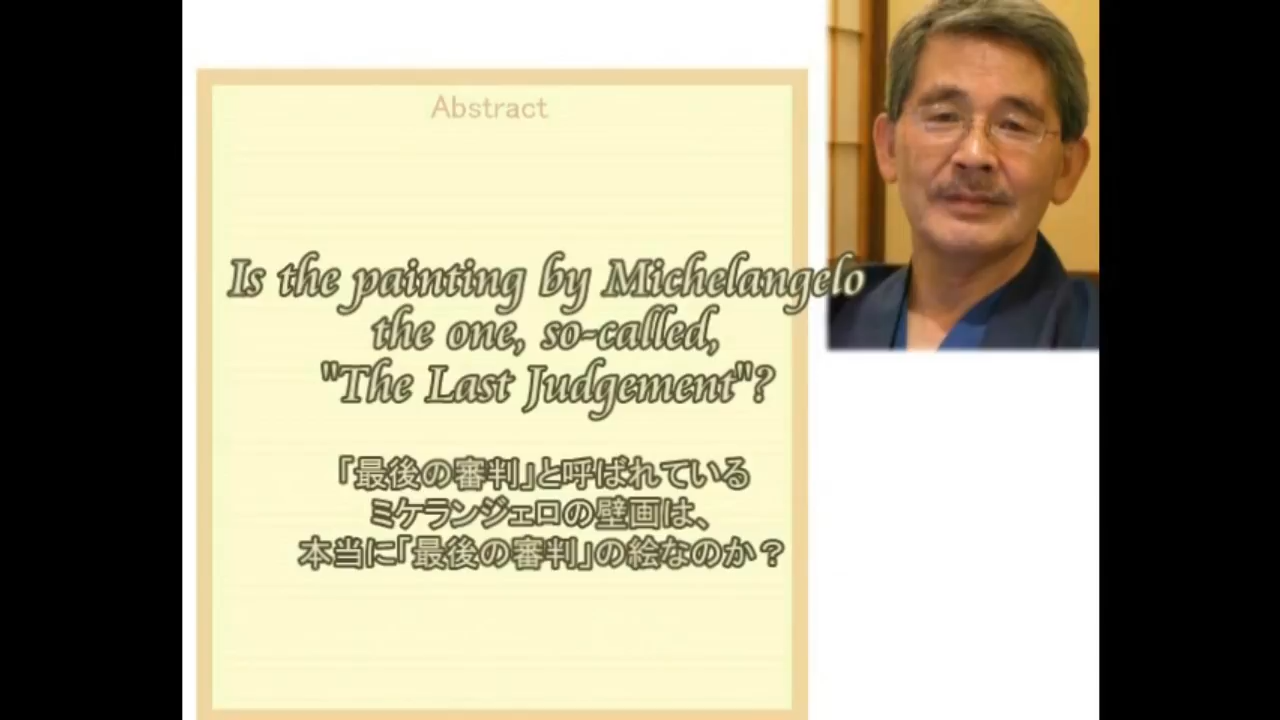 Abstract
Is the painting by Michelangelo
the one, so-called,
"The Last Judgement"?
「最後の審判」と呼ばれている
ミケランジェロの壁画は、
本当に「最後の審判」の絵なのか？